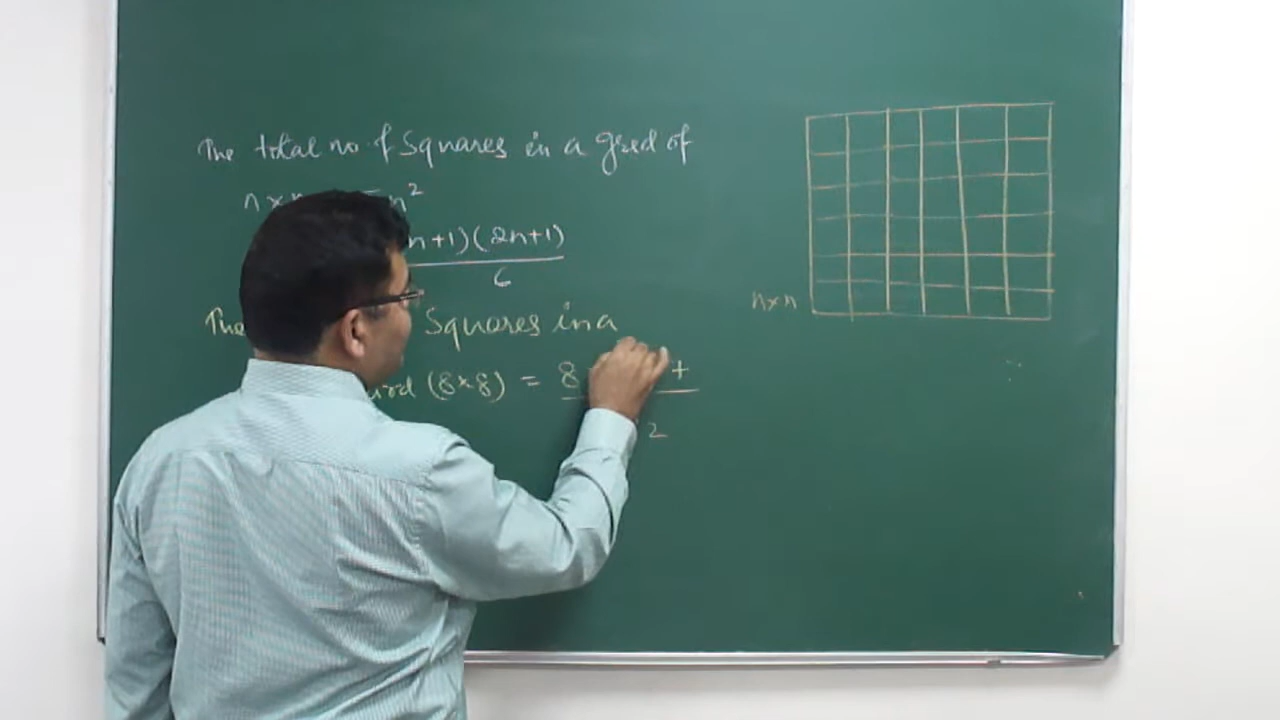 The total no. of Squares in a grid of
n×n = n²
n+1)(2n+1)
6
The Squares in a
(8×8) = 8 +
2
n×n